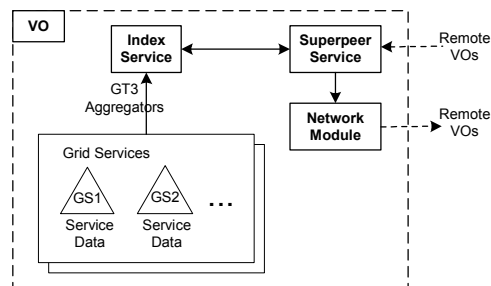 VO
Index
Service
Superpeer
Service
Remote
VOs
GT3
Aggregators
Network
Module
Remote
VOs
Grid Services
GS1
GS2
...
Service
Data
Service
Data